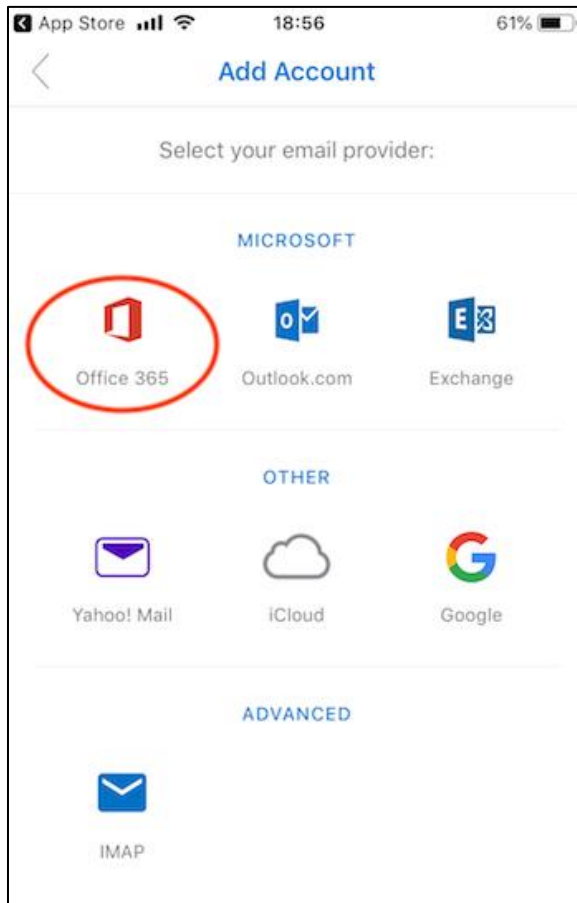 App Store 18:56 61%
Add Account
Select your email provider:
MICROSOFT
Office 365 Outlook.com Exchange
OTHER
Yahoo! Mail iCloud Google
ADVANCED
IMAP